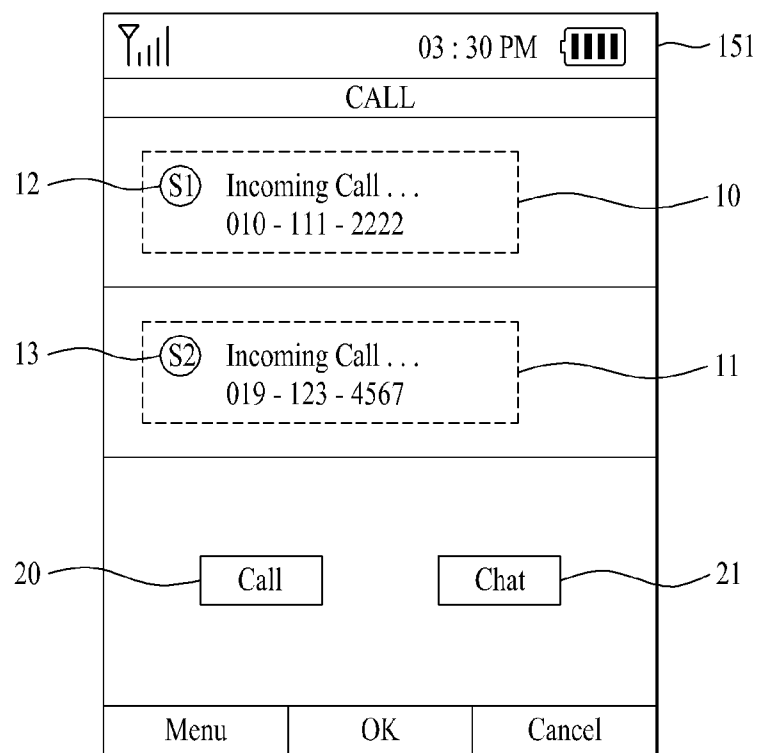 03 : 30 PM
151
CALL
12
S1
Incoming Call . . .
010 - 111 - 2222
10
13
S2
Incoming Call . . .
019 - 123 - 4567
11
20
Call
Chat
21
Menu
OK
Cancel